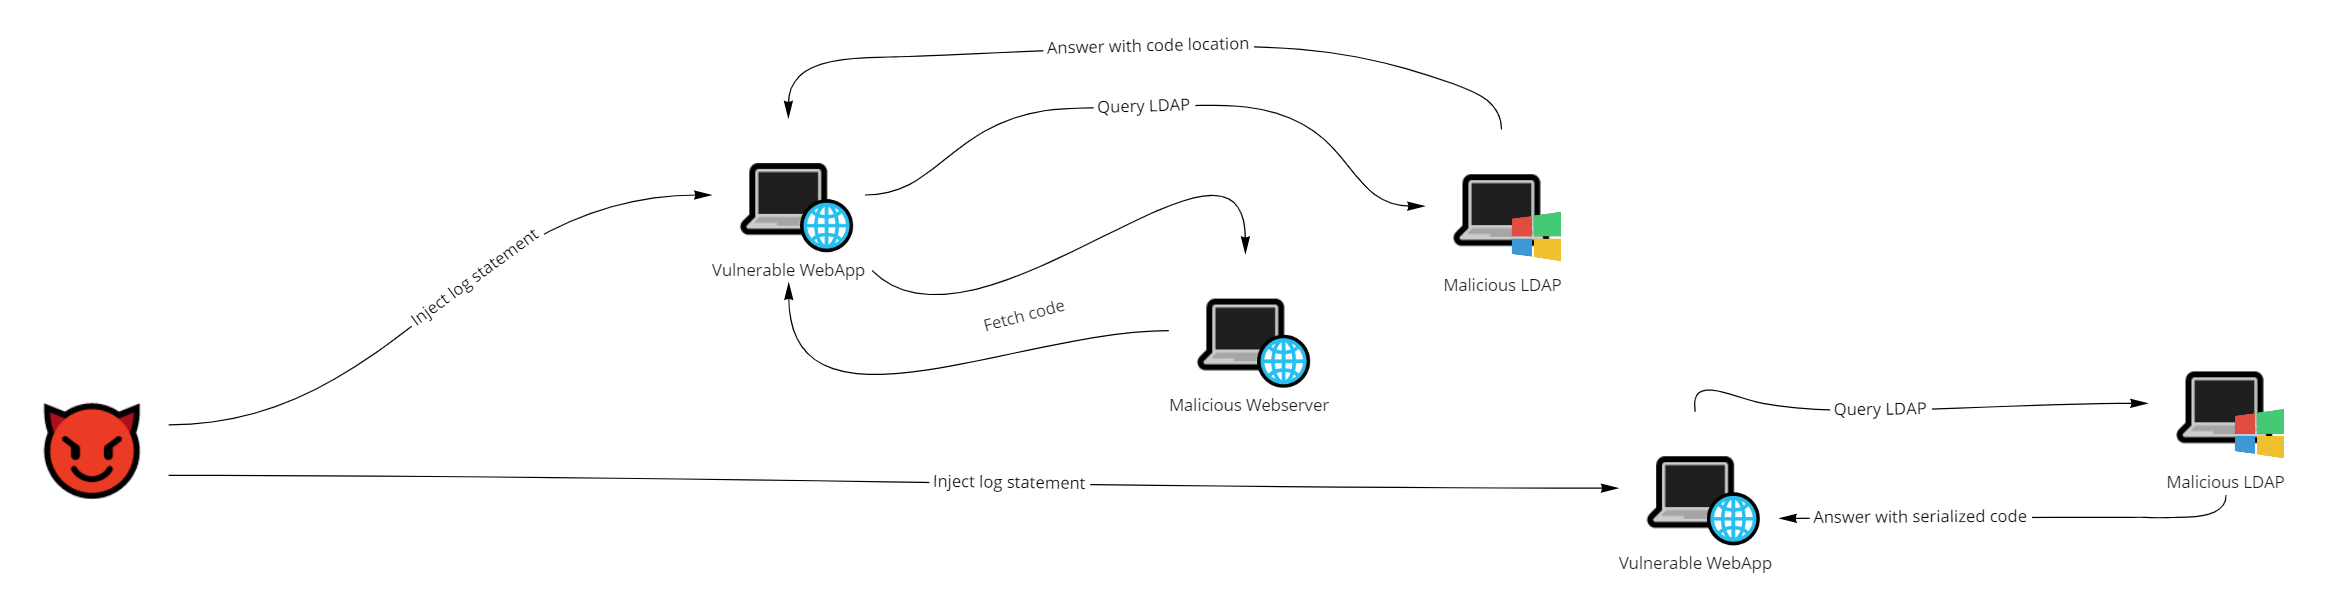 Answer with code location
Query LDAP
Inject log statement
Vulnerable WebApp
Malicious LDAP
Fetch code
Malicious Webserver
Query LDAP
Inject log statement
Malicious LDAP
Answer with serialized code
Vulnerable WebApp